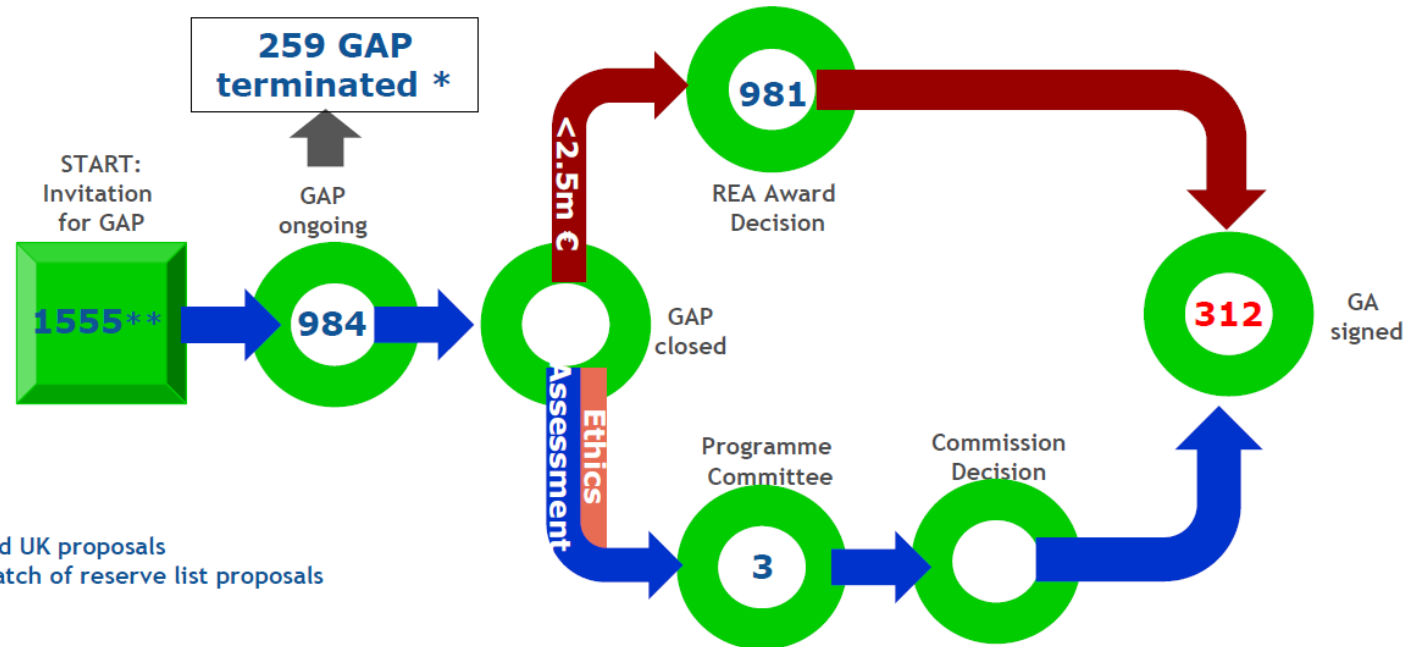 259 GAP
terminated *
START:
Invitation
for GAP
1555**
GAP
ongoing
984
<2.5m €
GAP
closed
Assessment
Ethics
981
REA Award
Decision
Programme
Committee
3
Commission
Decision
312
GA
signed
UK proposals
of reserve list proposals